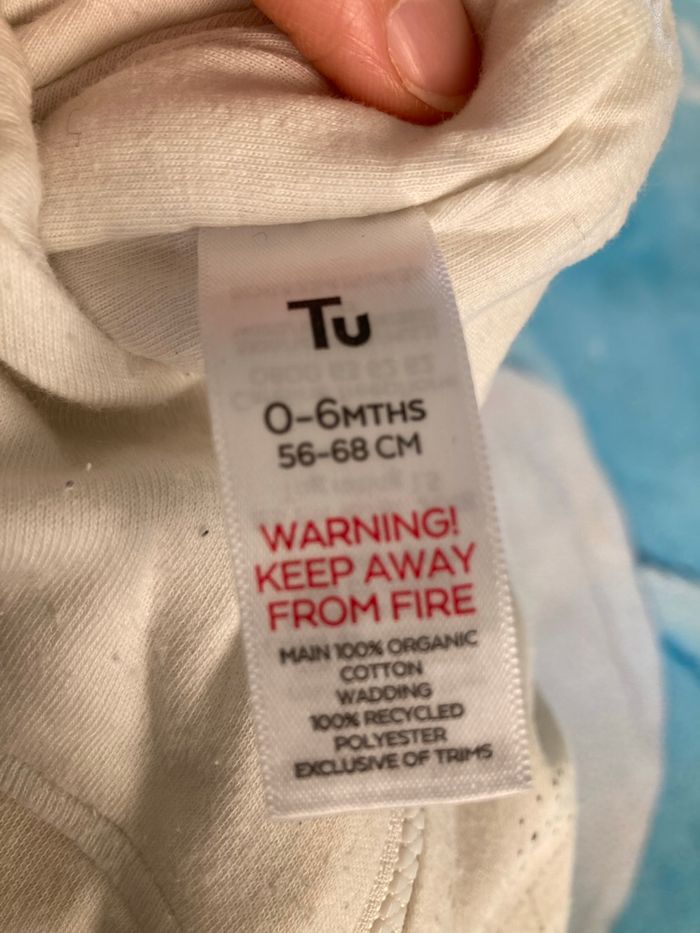 Tu
0-6MTHS
56-68 CM
WARNING!
KEEP AWAY
FROM FIRE
MAIN 100% ORGANIC
COTTON
WADDING
100% RECYCLED
POLYESTER
EXCLUSIVE OF TRIMS